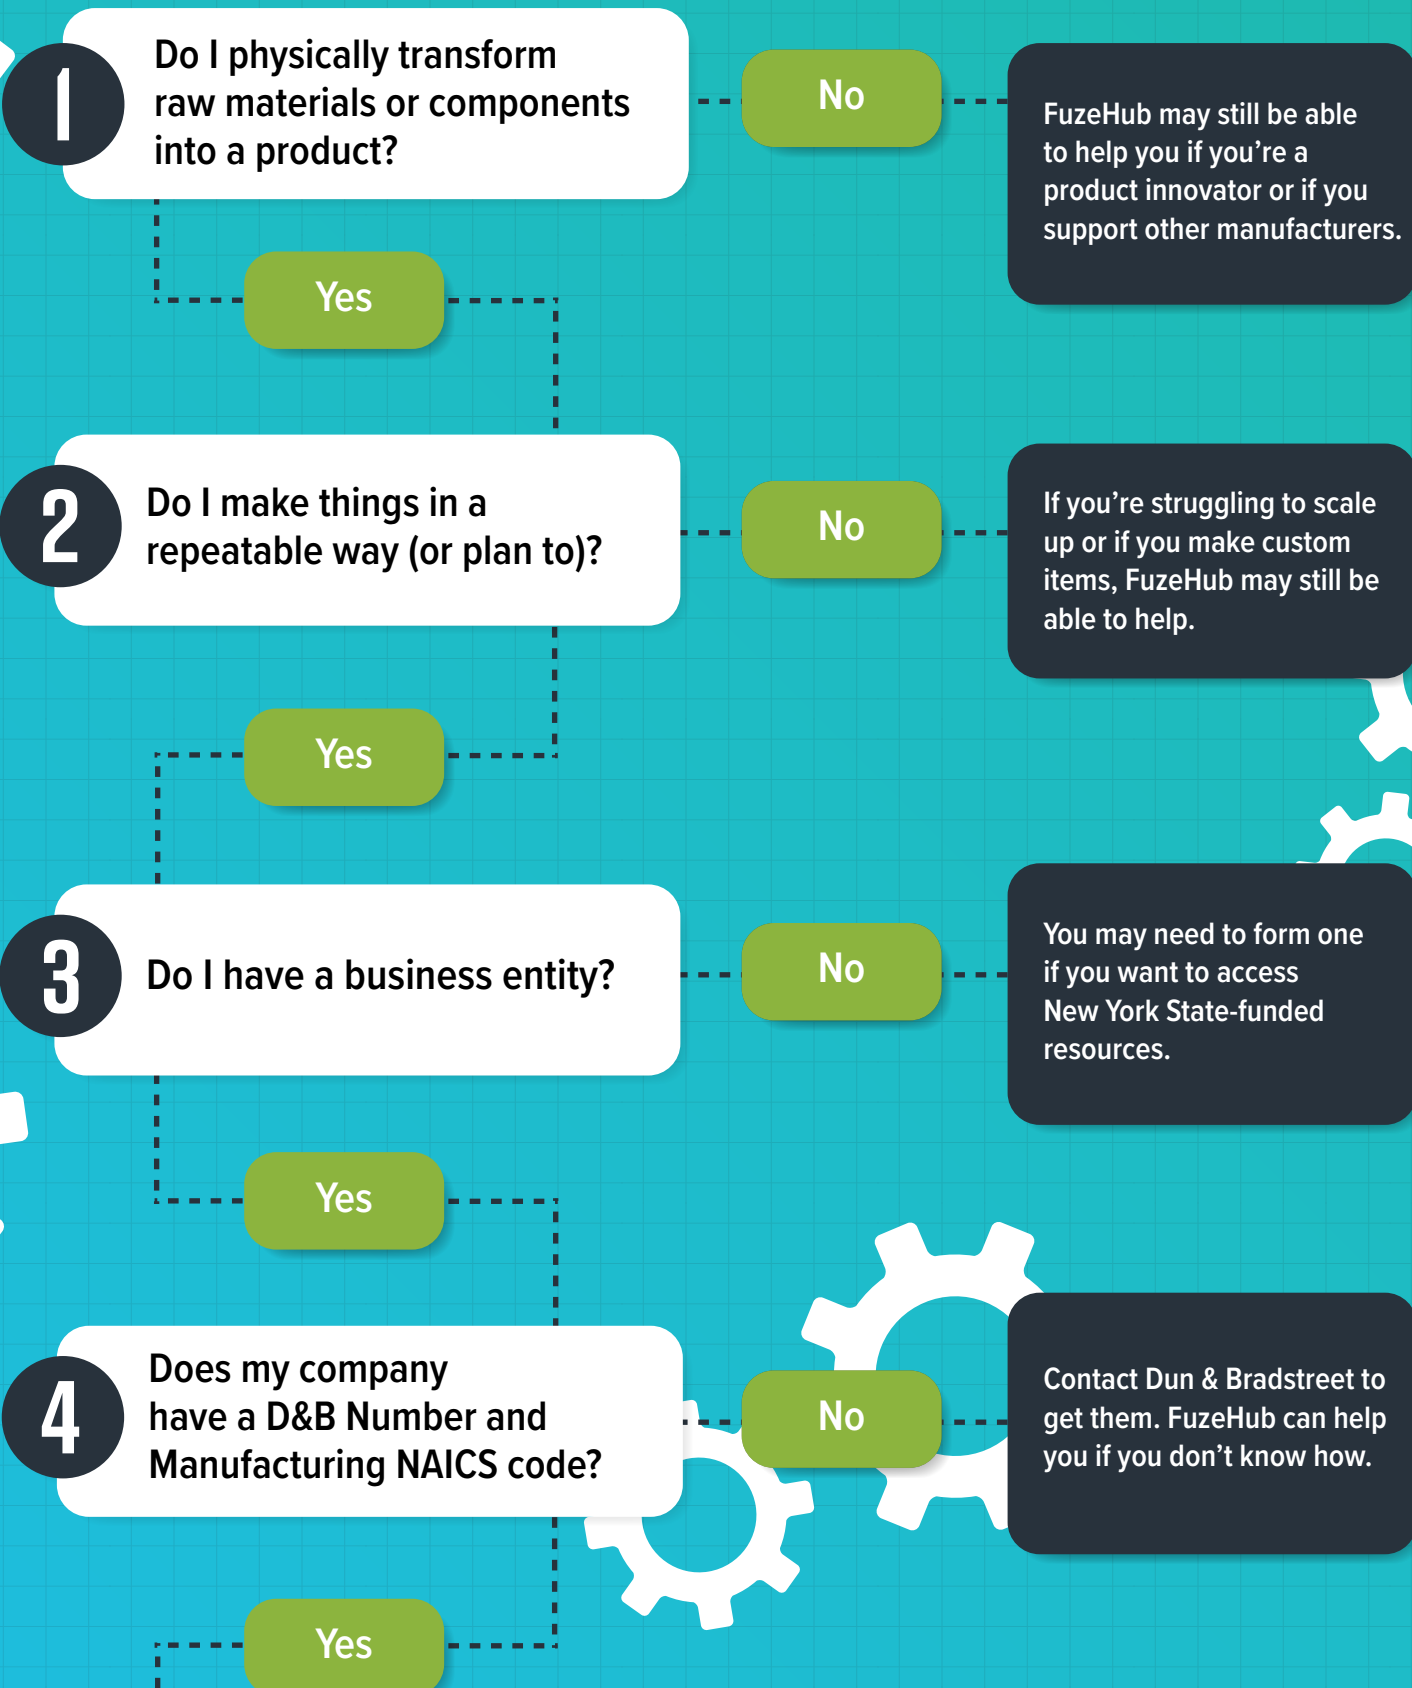 1
Do I physically transform
raw materials or components
into a product?
No
FuzeHub may still be able
to help you if you’re a
product innovator or if you
support other manufacturers.
Yes
2
Do I make things in a
repeatable way (or plan to)?
No
If you’re struggling to scale
up or if you make custom
items, FuzeHub may still be
able to help.
Yes
3
Do I have a business entity?
No
You may need to form one
if you want to access
New York State-funded
resources.
Yes
4
Does my company
have a D&B Number and
Manufacturing NAICS code?
No
Contact Dun & Bradstreet to
get them. FuzeHub can help
you if you don’t know how.
Yes